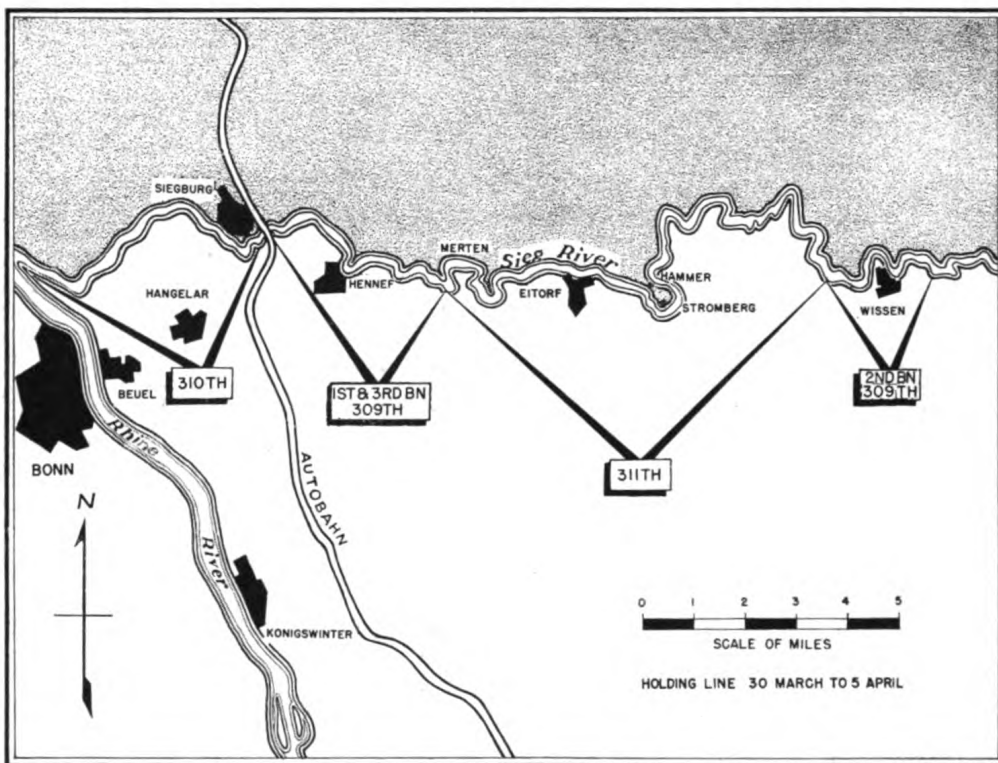 SIEGBURG
MERTEN
Sieg River
HAMMER
HENNEF
EITORF
STROMBERG
HANGELAR
WISSEN
310TH
BEUEL
1ST & 3RD BN
309TH
2ND BN
309TH
Rhine
River
BONN
311TH
AUTOBAHN
N
0 1 2 3 4 5
SCALE OF MILES
KONIGSWINTER
HOLDING LINE 30 MARCH TO 5 APRIL